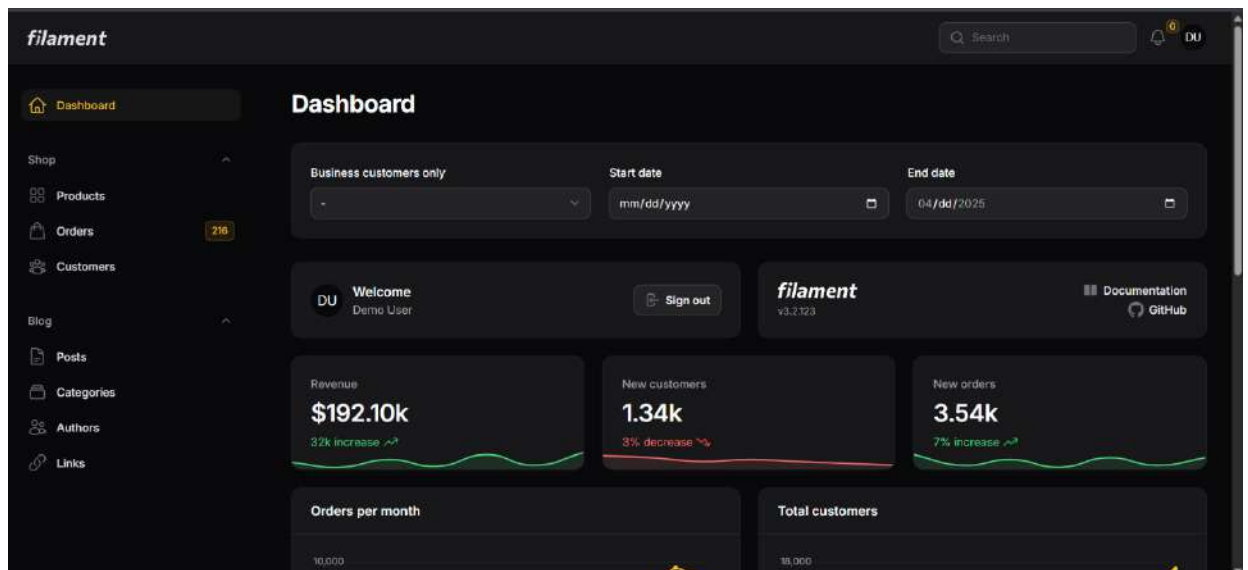 filament
Search
0
DU
Dashboard
Shop
Products
Orders
216
Customers
Blog
Posts
Categories
Authors
Links
Dashboard
Business customers only
-
Start date
mm/dd/yyyy
End date
04/dd/2025
DU
Welcome
Demo User
Sign out
filament
v3.2.123
Documentation
GitHub
Revenue
$192.10k
32k increase
New customers
1.34k
3% decrease
New orders
3.54k
7% increase
Orders per month
10,000
Total customers
18,000